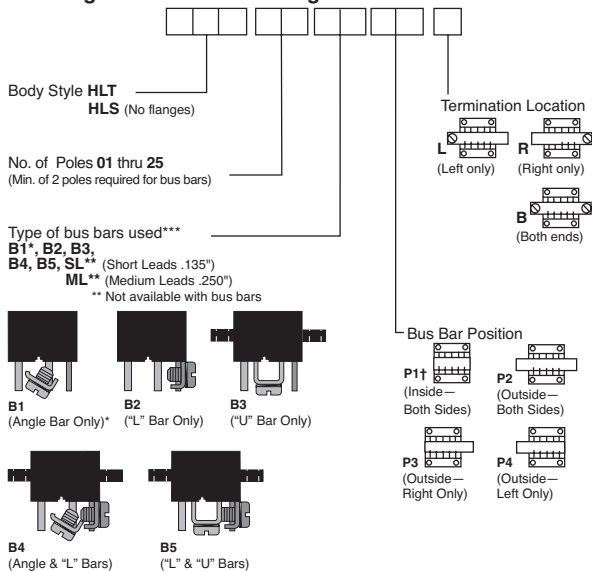 Body Style HLT
HLS (No flanges)
No. of Poles 01 thru 25
(Min. of 2 poles required for bus bars)
Type of bus bars used***
B1*, B2, B3,
B4, B5, SL** (Short Leads .135")
ML** (Medium Leads .250")
** Not available with bus bars
B1
(Angle Bar Only)*
B2
("L" Bar Only)
B3
("U" Bar Only)
B4
(Angle & "L" Bars)
B5
("L" & "U" Bars)
Termination Location
L
(Left only)
R
(Right only)
B
(Both ends)
Bus Bar Position
P1†
(Inside—
Both Sides)
P2
(Outside—
Both Sides)
P3
(Outside—
Right Only)
P4
(Outside—
Left Only)